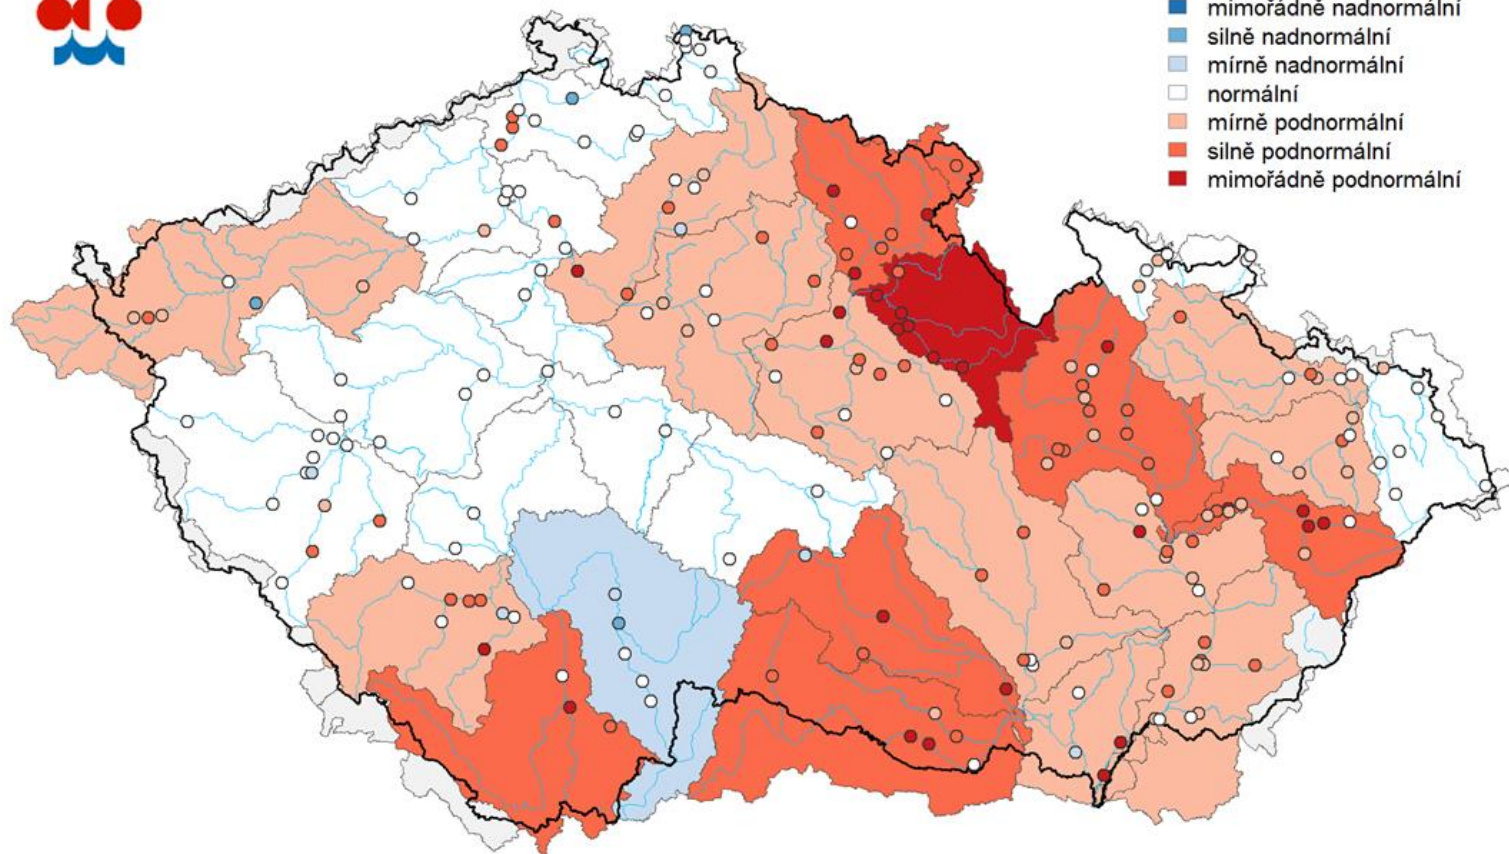 mimořádně nadnormální
silně nadnormální
mírně nadnormální
normální
mírně podnormální
silně podnormální
mimořádně podnormální